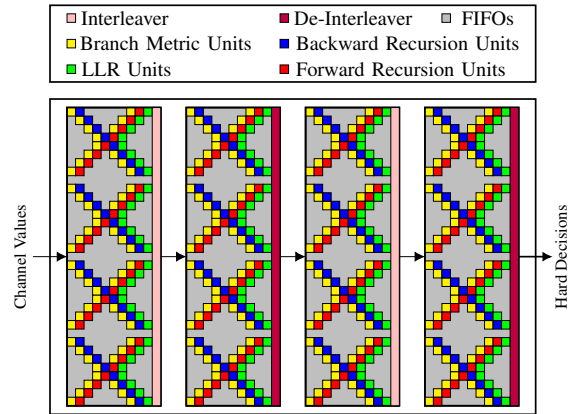 Interleaver De-Interleaver FIFOs
Branch Metric Units Backward Recursion Units
LLR Units Forward Recursion Units
Channel Values
Hard Decisions